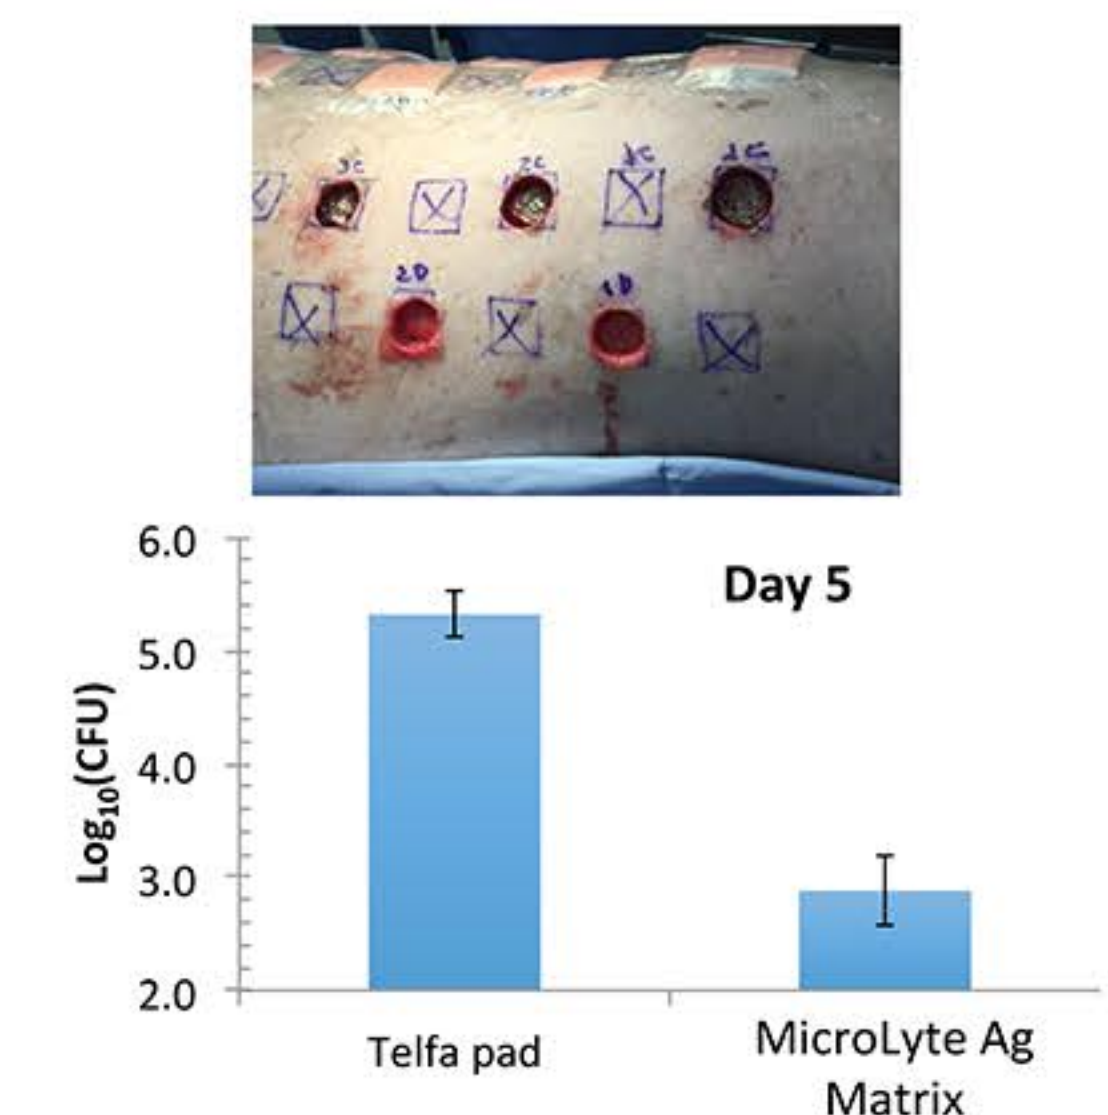 3C
2C
1C
2D
1D
6.0
Day 5
5.0
4.0
3.0
2.0
Log10(CFU)
Telfa pad
MicroLyte Ag
Matrix